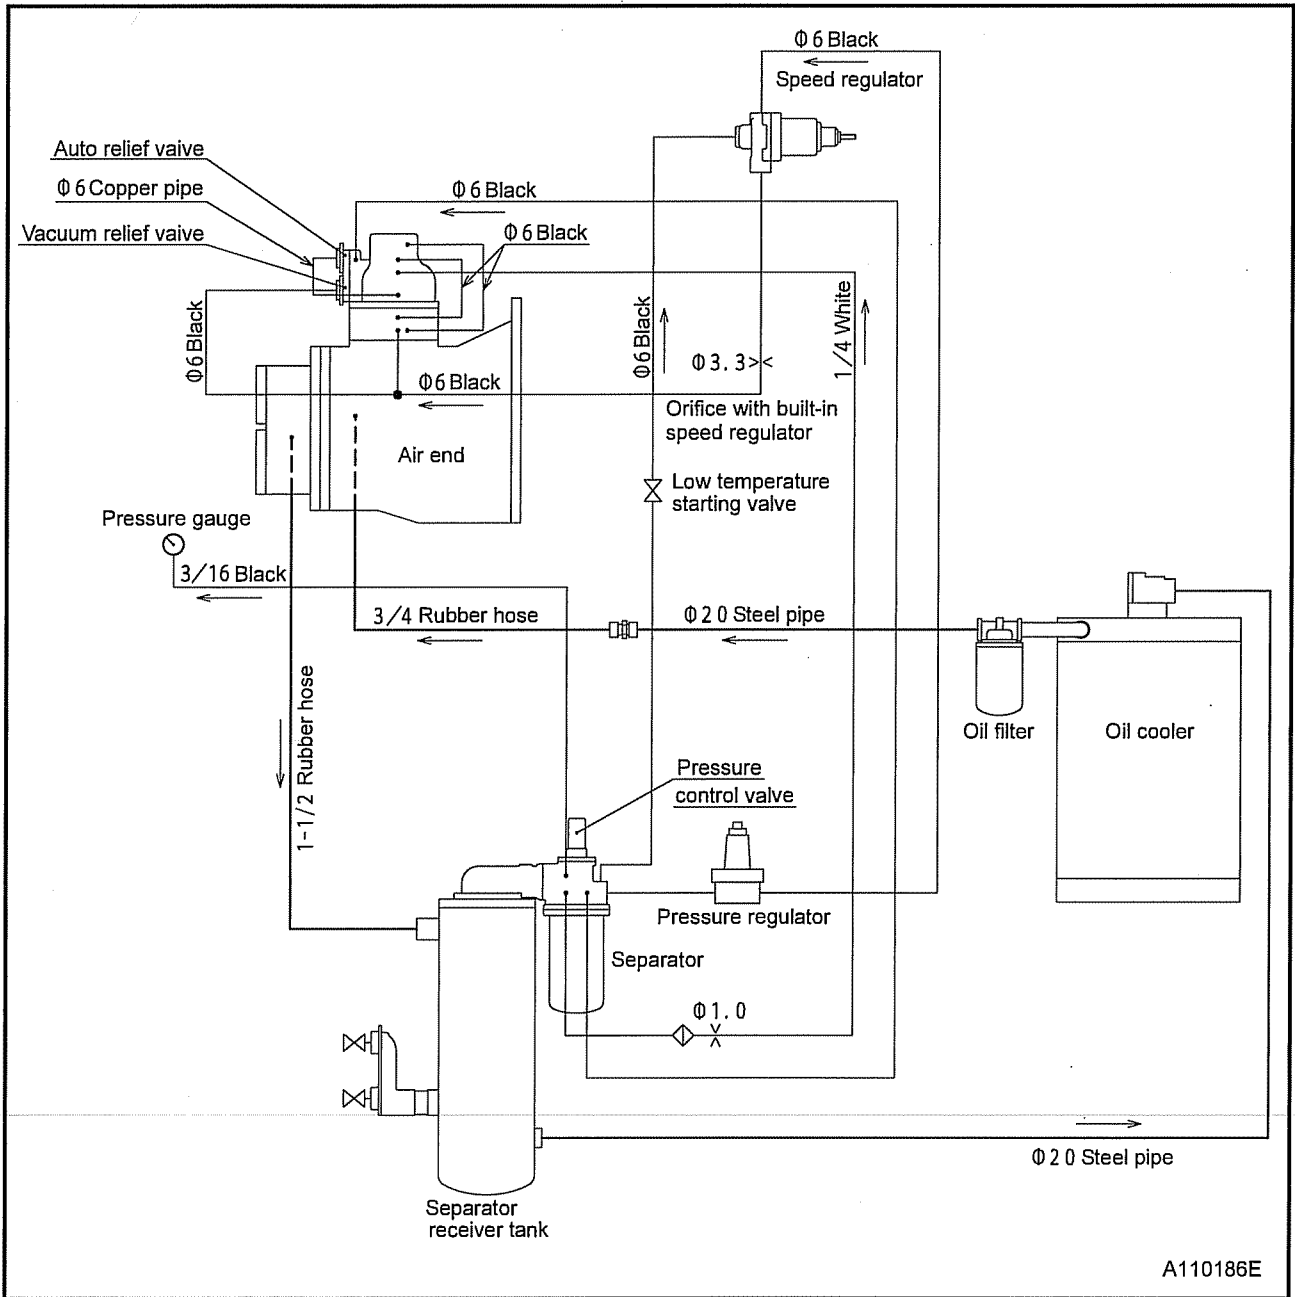 Φ6 Black
Speed regulator
Auto relief vaive
Φ6 Copper pipe
Vacuum relief vaive
Φ6 Black
Φ6 Black
Φ6 Black
Φ6 Black
1/4 White
Φ3.3
Φ6 Black
Orifice with built-in
speed regulator
Air end
Low temperature
starting valve
Pressure gauge
3/16 Black
3/4 Rubber hose
Φ20 Steel pipe
1-1/2 Rubber hose
Oil filter
Oil cooler
Pressure
control valve
Pressure regulator
Separator
Φ1.0
Φ20 Steel pipe
Separator
receiver tank
A110186E